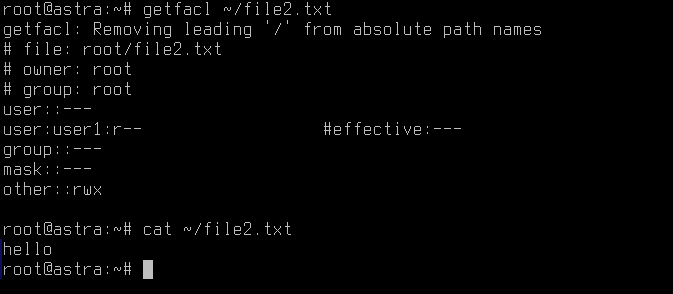 root@astra:~# getfacl ~/file2.txt
getfacl: Removing leading '/' from absolute path names
# file: root/file2.txt
# owner: root
# group: root
user::---
user:user1:r--                  #effective:---
group::---
mask::---
other::rwx

root@astra:~# cat ~/file2.txt
hello
root@astra:~#